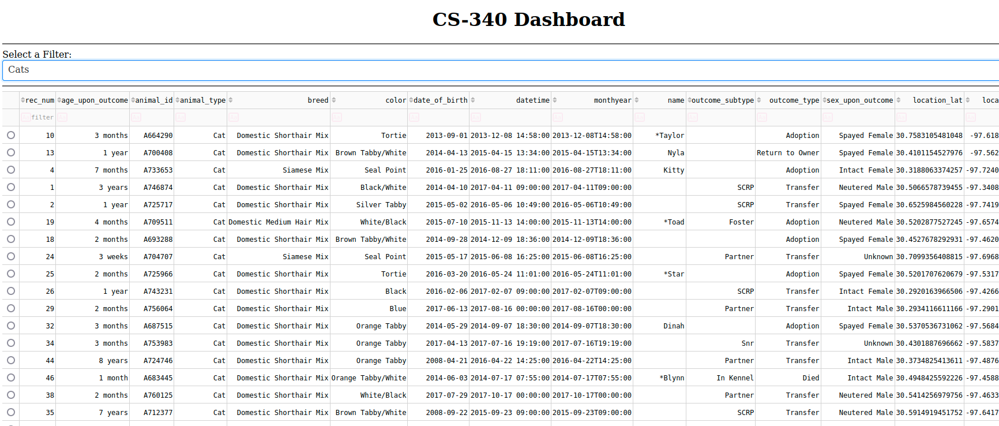 CS-340 Dashboard
Select a Filter:
Cats
rec_num age_upon_outcome animal_id animal_type breed color date_of_birth datetime monthyear name outcome_subtype outcome_type sex_upon_outcome location_lat loca
Aa filter Aa Aa Aa Aa Aa Aa Aa Aa Aa Aa Aa Aa Aa Aa
10 3 months A664290 Cat Domestic Shorthair Mix Tortie 2013-09-01 2013-12-08 14:58:00 2013-12-08T14:58:00 *Taylor Adoption Spayed Female 30.7583105481048 -97.618
13 1 year A700408 Cat Domestic Shorthair Mix Brown Tabby/White 2014-04-13 2015-04-15 13:34:00 2015-04-15T13:34:00 Nyla Return to Owner Spayed Female 30.4101154527976 -97.562
4 7 months A733653 Cat Siamese Mix Seal Point 2016-01-25 2016-08-27 18:11:00 2016-08-27T18:11:00 Kitty Adoption Intact Female 30.3188063374257 -97.7240
1 3 years A746874 Cat Domestic Shorthair Mix Black/White 2014-04-10 2017-04-11 09:00:00 2017-04-11T09:00:00 SCRP Transfer Neutered Male 30.5066578739455 -97.3408
2 1 year A725717 Cat Domestic Shorthair Mix Silver Tabby 2015-05-02 2016-05-06 10:49:00 2016-05-06T10:49:00 SCRP Transfer Spayed Female 30.6525984560228 -97.7419
19 4 months A709511 Cat Domestic Medium Hair Mix White/Black 2015-07-10 2015-11-13 14:00:00 2015-11-13T14:00:00 *Toad Foster Adoption Neutered Male 30.5202877527245 -97.6574
18 2 months A693288 Cat Domestic Shorthair Mix Brown Tabby/White 2014-09-28 2014-12-09 18:36:00 2014-12-09T18:36:00 Adoption Spayed Female 30.4527678292931 -97.4620
24 3 weeks A704707 Cat Siamese Mix Seal Point 2015-05-17 2015-06-08 16:25:00 2015-06-08T16:25:00 Partner Transfer Unknown 30.7099356408815 -97.6968
25 2 months A725966 Cat Domestic Shorthair Mix Tortie 2016-03-20 2016-05-24 11:01:00 2016-05-24T11:01:00 *Star Adoption Spayed Female 30.5201707620679 -97.5317
26 1 year A743231 Cat Domestic Shorthair Mix Black 2016-02-06 2017-02-07 09:00:00 2017-02-07T09:00:00 SCRP Transfer Intact Female 30.2920163966506 -97.4266
29 2 months A756064 Cat Domestic Shorthair Mix Blue 2017-06-13 2017-08-16 00:00:00 2017-08-16T00:00:00 Partner Transfer Intact Male 30.2934116611166 -97.2901
32 3 months A687515 Cat Domestic Shorthair Mix Orange Tabby 2014-05-29 2014-09-07 18:30:00 2014-09-07T18:30:00 Dinah Adoption Spayed Female 30.5370536731062 -97.5684
34 3 months A753983 Cat Domestic Shorthair Mix Orange Tabby 2017-04-13 2017-07-16 19:19:00 2017-07-16T19:19:00 Snr Transfer Unknown 30.4301887696662 -97.5837
44 8 years A724746 Cat Domestic Shorthair Mix Orange Tabby 2008-04-21 2016-04-22 14:25:00 2016-04-22T14:25:00 Partner Transfer Intact Male 30.3734825413611 -97.4876
46 1 month A683445 Cat Domestic Shorthair Mix Orange Tabby/White 2014-06-03 2014-07-17 07:55:00 2014-07-17T07:55:00 *Blynn In Kennel Died Intact Male 30.4948425592226 -97.4588
38 2 months A760125 Cat Domestic Shorthair Mix White/Black 2017-07-29 2017-10-17 00:00:00 2017-10-17T00:00:00 Partner Transfer Neutered Male 30.5414256979756 -97.4633
35 7 years A712377 Cat Domestic Shorthair Mix Brown Tabby/White 2008-09-22 2015-09-23 09:00:00 2015-09-23T09:00:00 SCRP Transfer Neutered Male 30.5914919451752 -97.6417